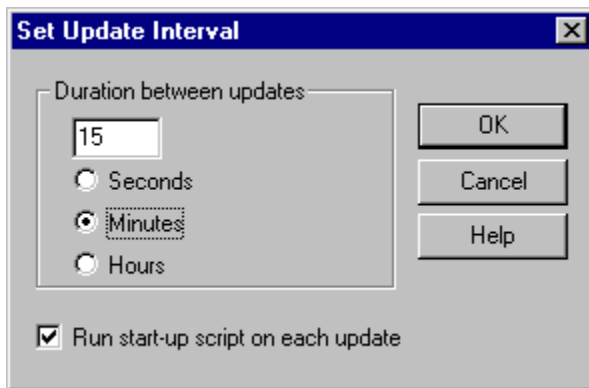 Set Update Interval
Duration between updates
15
Seconds
Minutes
Hours
OK
Cancel
Help
Run start-up script on each update